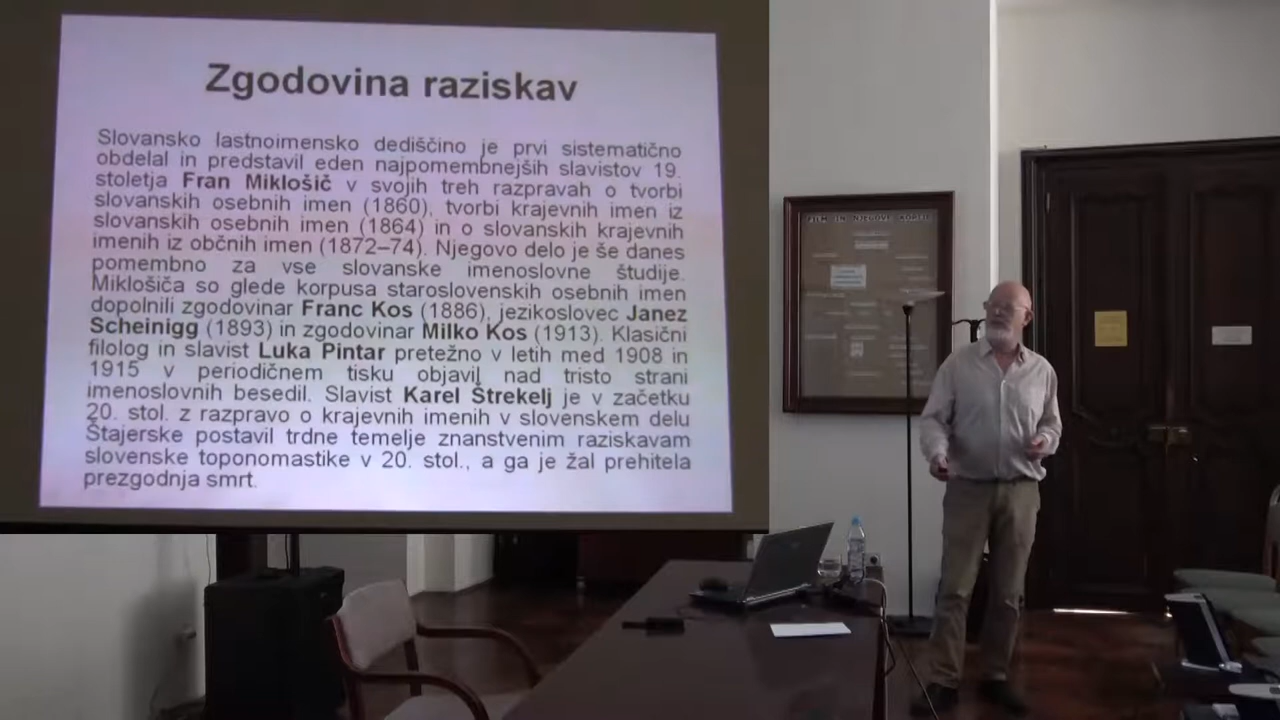 Zgodovina raziskav
Slovansko lastnoimensko dediščino je prvi sistematično
obdelal in predstavil eden najpomembnejših slavistov 19.
stoletja Fran Miklošič v svojih treh razpravah o tvorbi
slovanskih osebnih imen (1860), tvorbi krajevnih imen iz
slovanskih osebnih imen (1864) in o slovanskih krajevnih
imenih iz občnih imen (1872–74). Njegovo delo je še danes
pomembno za vse slovanske imenoslovne študije.
Miklošiča so glede korpusa staroslovenskih osebnih imen
dopolnili zgodovinar Franc Kos (1886), jezikoslovec Janez
Scheinigg (1893) in zgodovinar Milko Kos (1913). Klasični
filolog in slavist Luka Pintar pretežno v letih med 1908 in
1915 v periodičnem tisku objavil nad tristo strani
imenoslovnih besedil. Slavist Karel Štrekelj je v začetku
20. stol. z razpravo o krajevnih imenih v slovenskem delu
Štajerske postavil trdne temelje znanstvenim raziskavam
slovenske toponomastike v 20. stol., a ga je žal prehitela
prezgodnja smrt.
FILM IN NJEGOVE